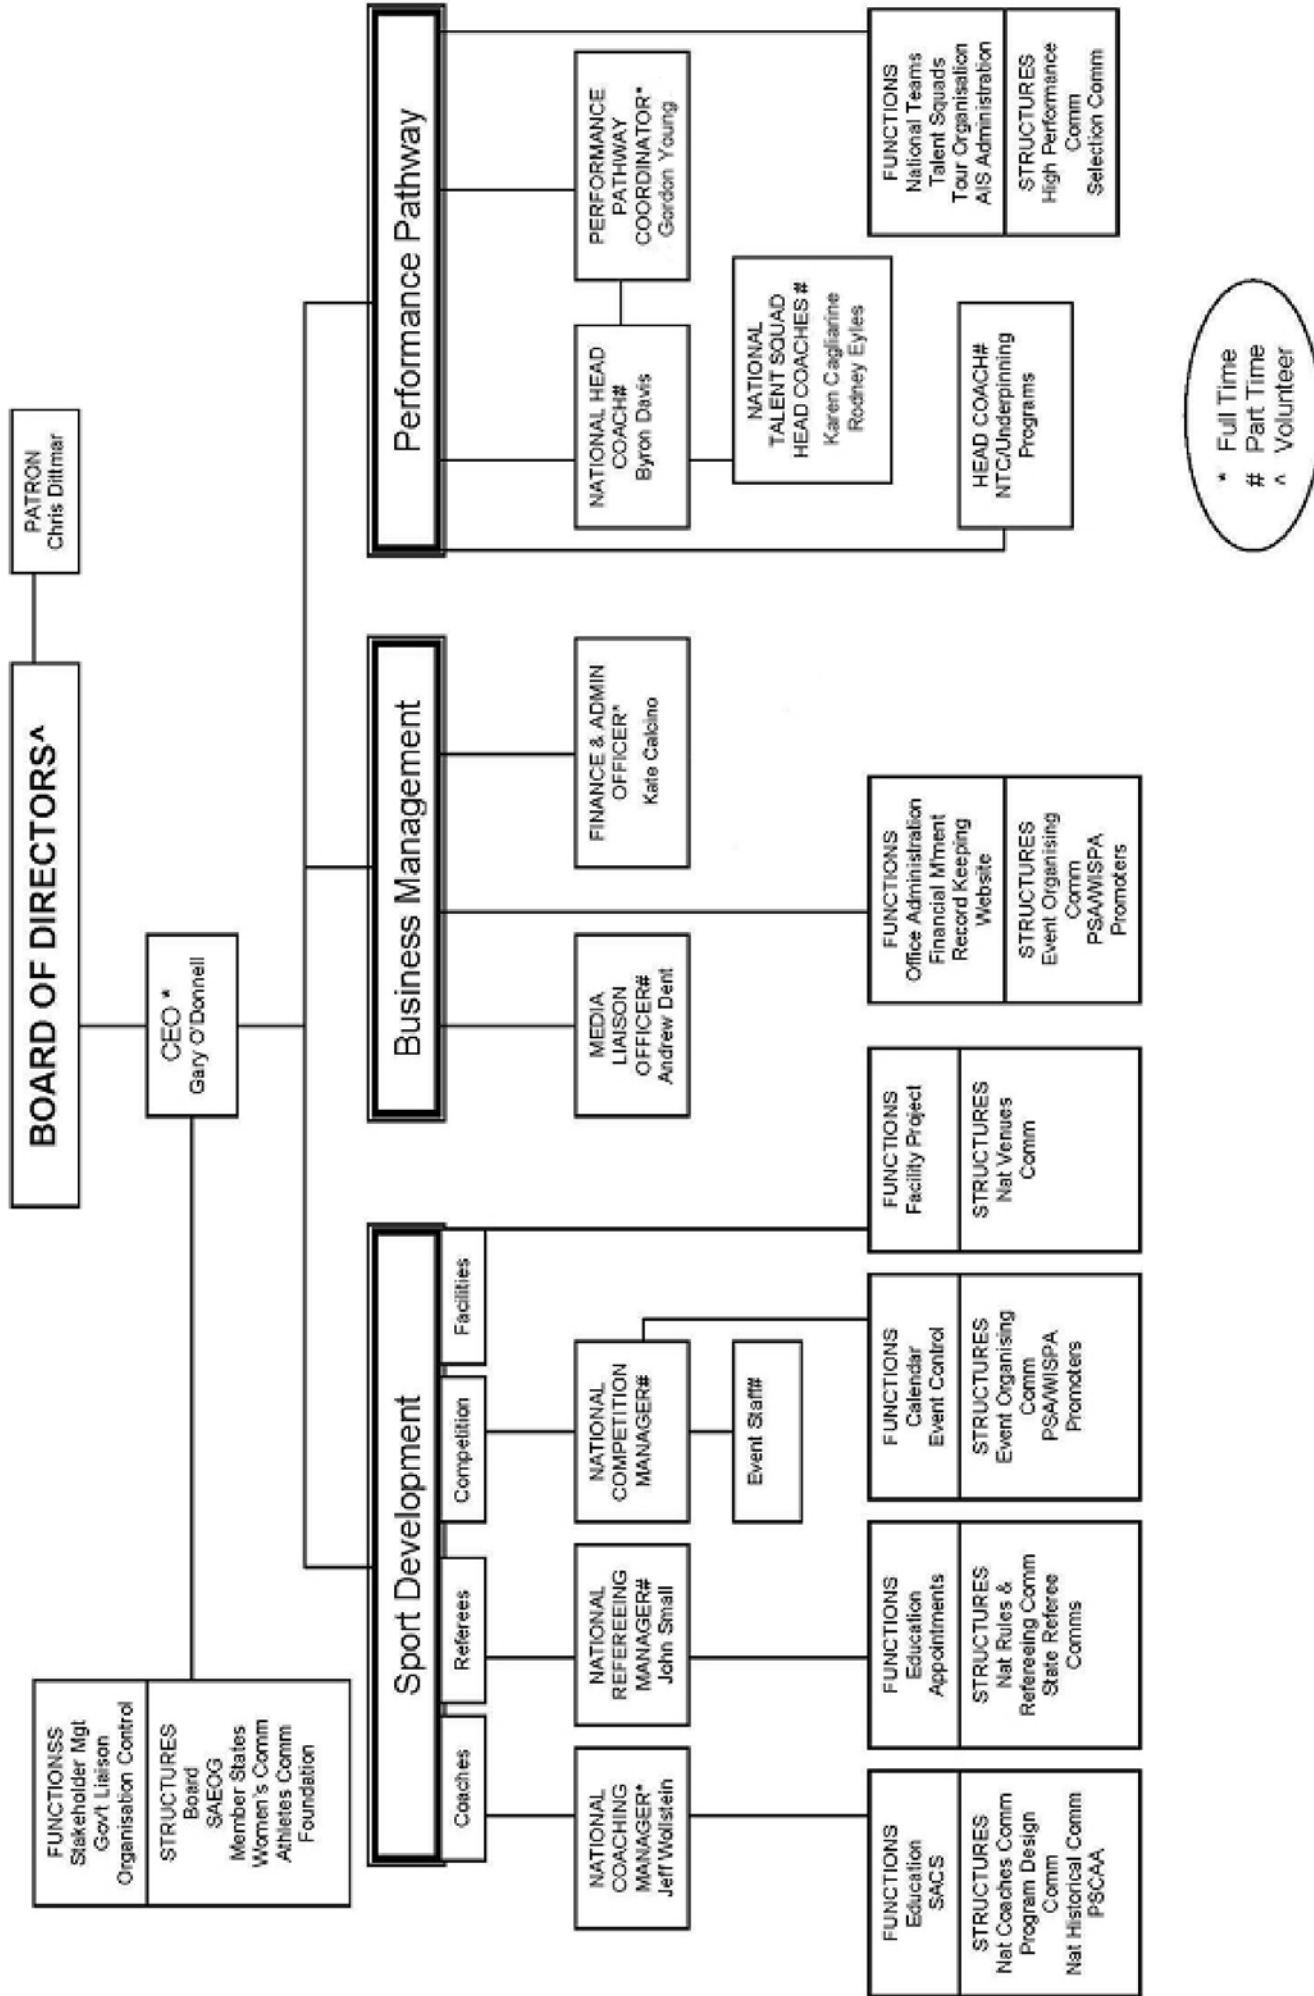 BOARD OF DIRECTORS^
PATRON
Chris Dittmar
CEO *
Gary O'Donnell
FUNCTIONSS
Stakeholder Mgt
Gov't Liaison
Organisation Control
STRUCTURES
Board
SAEOG
Member States
Women's Comm
Athletes Comm
Foundation
Sport Development
Coaches
Referees
Competition
Facilities
Business Management
Performance Pathway
NATIONAL
COACHING
MANAGER*
Jeff Wollstein
NATIONAL
REFEREEING
MANAGER#
John Small
NATIONAL
COMPETITION
MANAGER#
Event Staff#
MEDIA
LIAISON
OFFICER#
Andrew Dent
FINANCE & ADMIN
OFFICER*
Kate Calcino
NATIONAL HEAD
COACH#
Byron Davis
PERFORMANCE
PATHWAY
COORDINATOR*
Gordon Young
NATIONAL
TALENT SQUAD
HEAD COACHES #
Karen Cagliarine
Rodney Eyles
HEAD COACH#
NTC/Underpinning
Programs
FUNCTIONS
Education
SACS
STRUCTURES
Nat Coaches Comm
Program Design
Comm
Nat Historical Comm
PSCAA
FUNCTIONS
Education
Appointments
STRUCTURES
Nat Rules &
Refereeing Comm
State Referee
Comms
FUNCTIONS
Calendar
Event Control
STRUCTURES
Event Organising
Comm
PSA/WISPA
Promoters
FUNCTIONS
Facility Project
STRUCTURES
Nat Venues
Comm
FUNCTIONS
Office Administration
Financial M'ment
Record Keeping
Website
STRUCTURES
Event Organising
Comm
PSA/WISPA
Promoters
FUNCTIONS
National Teams
Talent Squads
Tour Organisation
AIS Administration
STRUCTURES
High Performance
Comm
Selection Comm
* Full Time
# Part Time
^ Volunteer